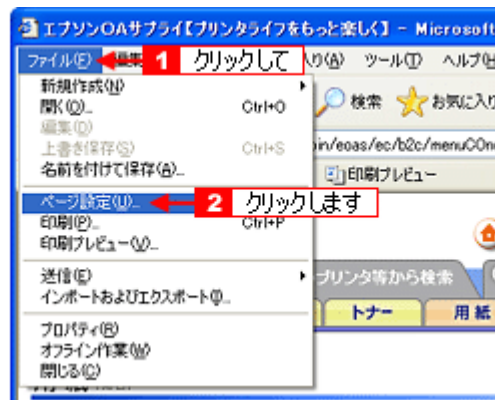 エプソンOAサプライ【プリンタライフをもっと楽しく】 - Microsoft
ファイル(F) 1 クリックして
入り(A) ツール(T) ヘルプ(H
新規作成(N)
開く(O)... Ctrl+O
検索 お気に入り
編集(D)
上書き保存(S) Ctrl+S
in/eoas/ec/b2c/menuCOne
名前を付けて保存(A)...
印刷プレビュー
ページ設定(U)... 2 クリックします
印刷(P)... Ctrl+P
印刷プレビュー(V)...
送信(E)
プリンタ等から検索
インポートおよびエクスポート(I)...
トナー 用紙
プロパティ(R)
オフライン作業(W)
閉じる(C)